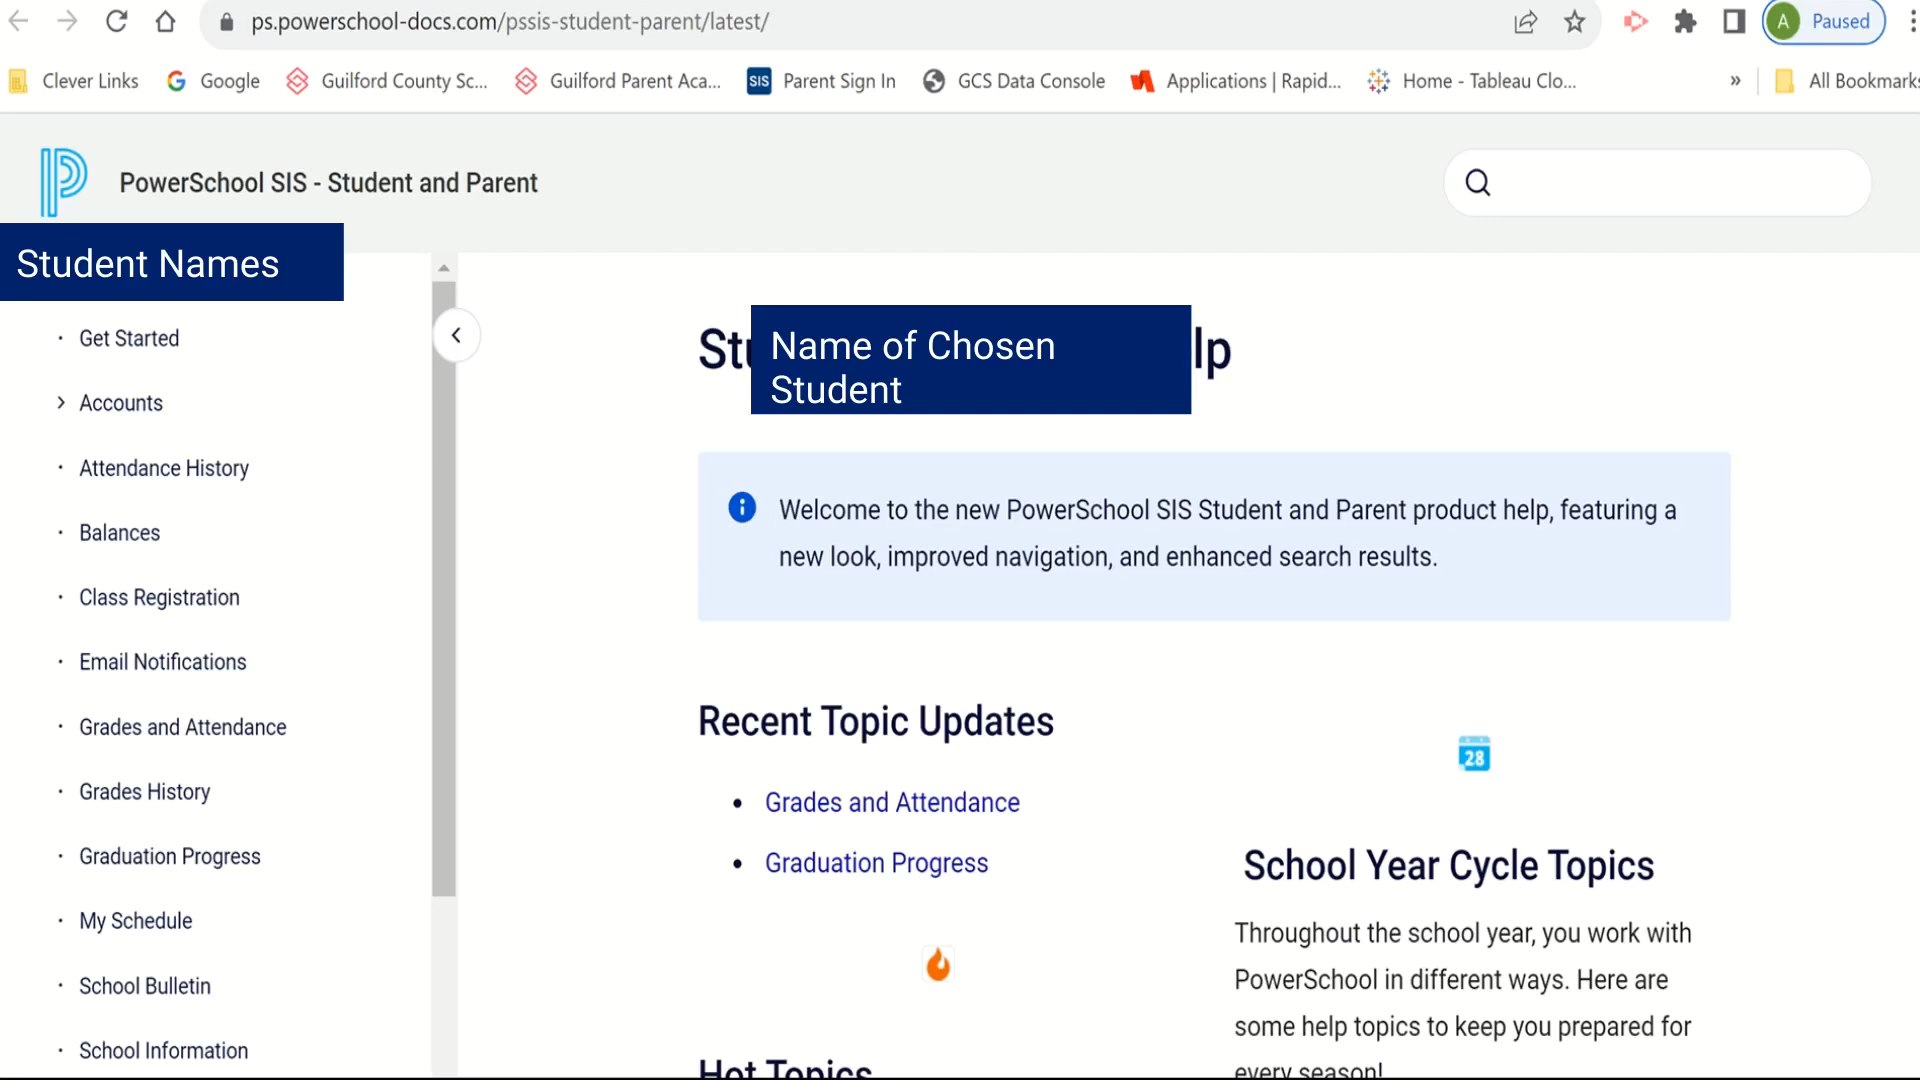 ps.powerschool-docs.com/pssis-student-parent/latest/
A Paused
Clever Links
Google
Guilford County Sc...
Guilford Parent Aca...
SIS Parent Sign In
GCS Data Console
Applications | Rapid...
Home - Tableau Clo...
»
All Bookmarks
PowerSchool SIS - Student and Parent
Student Names
Get Started
Accounts
Attendance History
Balances
Class Registration
Email Notifications
Grades and Attendance
Grades History
Graduation Progress
My Schedule
School Bulletin
School Information
Name of Chosen
Student
Welcome to the new PowerSchool SIS Student and Parent product help, featuring a
new look, improved navigation, and enhanced search results.
Recent Topic Updates
• Grades and Attendance
• Graduation Progress
Hot Topics
28
School Year Cycle Topics
Throughout the school year, you work with
PowerSchool in different ways. Here are
some help topics to keep you prepared for
every season!